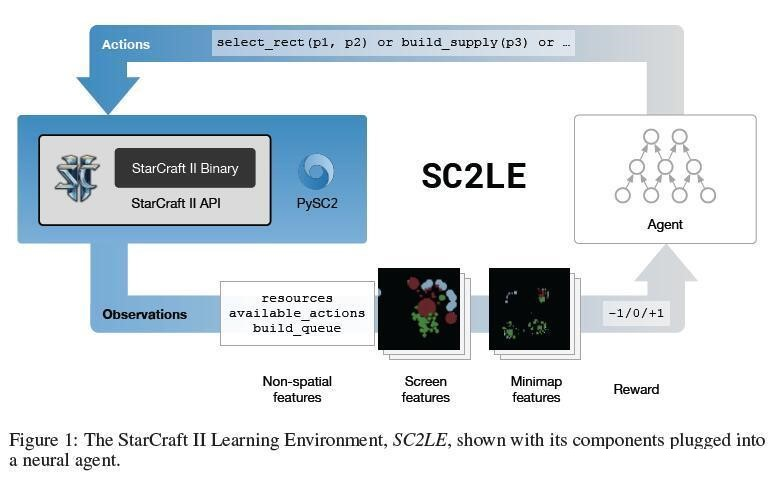 Actions
select_rect(p1, p2) or build_supply(p3) or …
StarCraft II Binary
StarCraft II API
PySC2
SC2LE
Agent
Observations
resources
available_actions
build_queue
-1/0/+1
Non-spatial
features
Screen
features
Minimap
features
Reward
Figure 1: The StarCraft II Learning Environment, SC2LE, shown with its components plugged into
a neural agent.